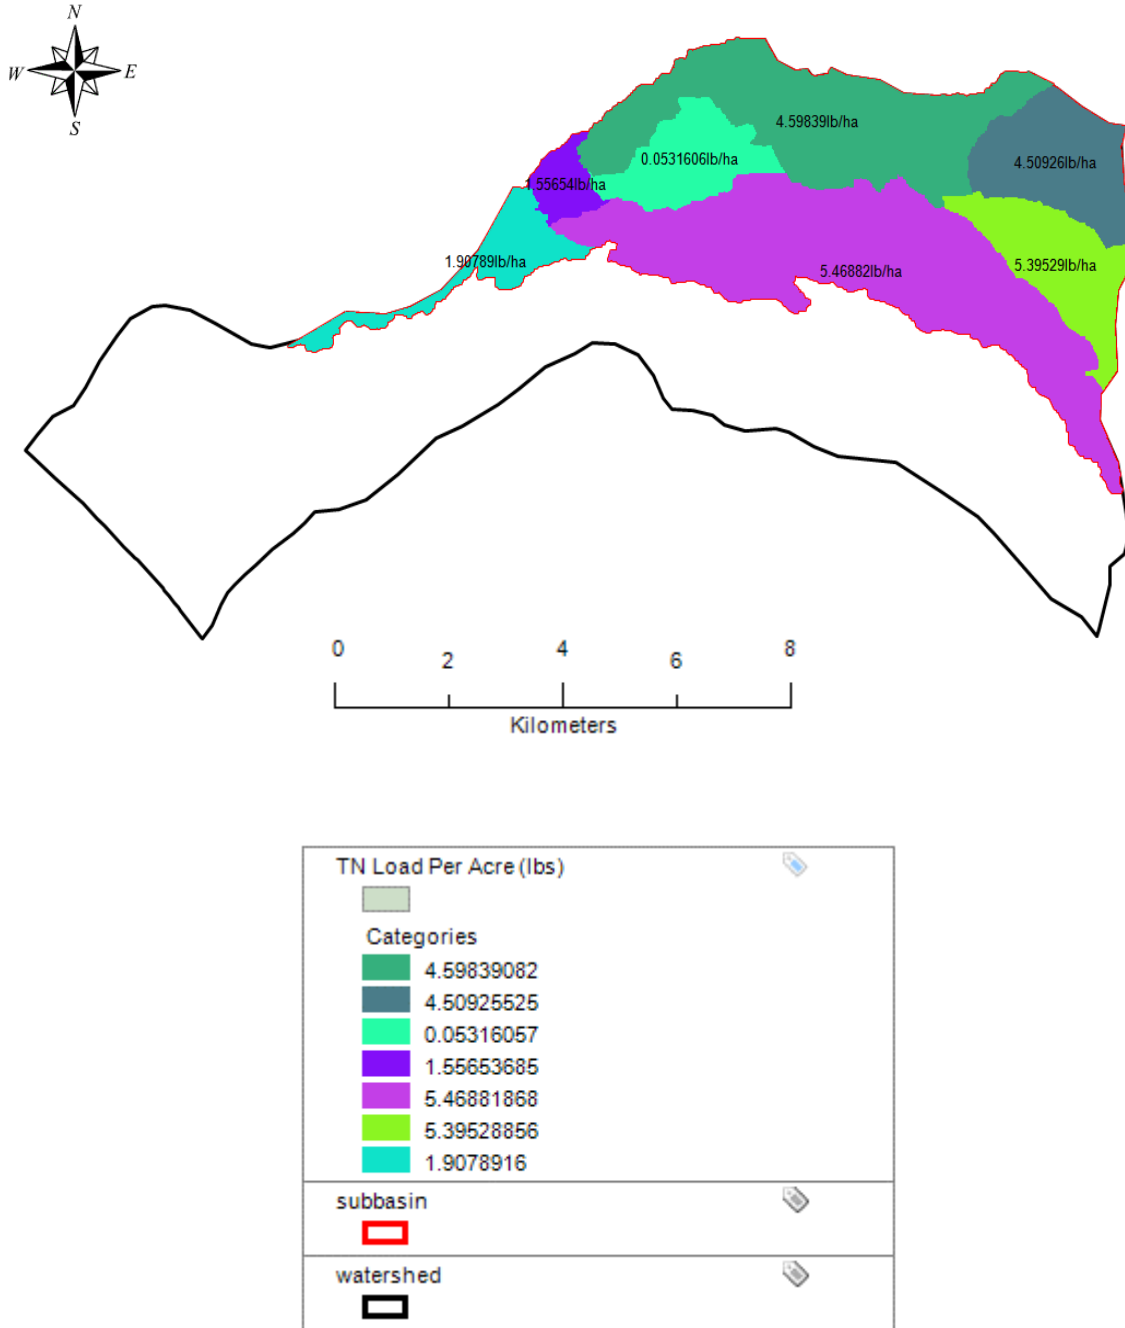 N
W E
S
4.59839lb/ha
0.0531606lb/ha
4.50926lb/ha
1.55654lb/ha
1.90789lb/ha
5.46882lb/ha
5.39529lb/ha
0 2 4 6 8
Kilometers
TN Load Per Acre (lbs)
Categories
4.59839082
4.50925525
0.05316057
1.55653685
5.46881868
5.39528856
1.9078916
subbasin
watershed